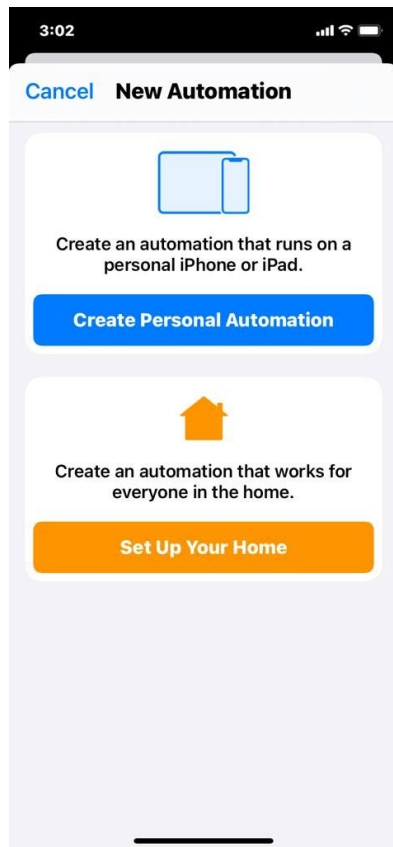 3:02
Cancel New Automation
Create an automation that runs on a
personal iPhone or iPad.
Create Personal Automation
Create an automation that works for
everyone in the home.
Set Up Your Home